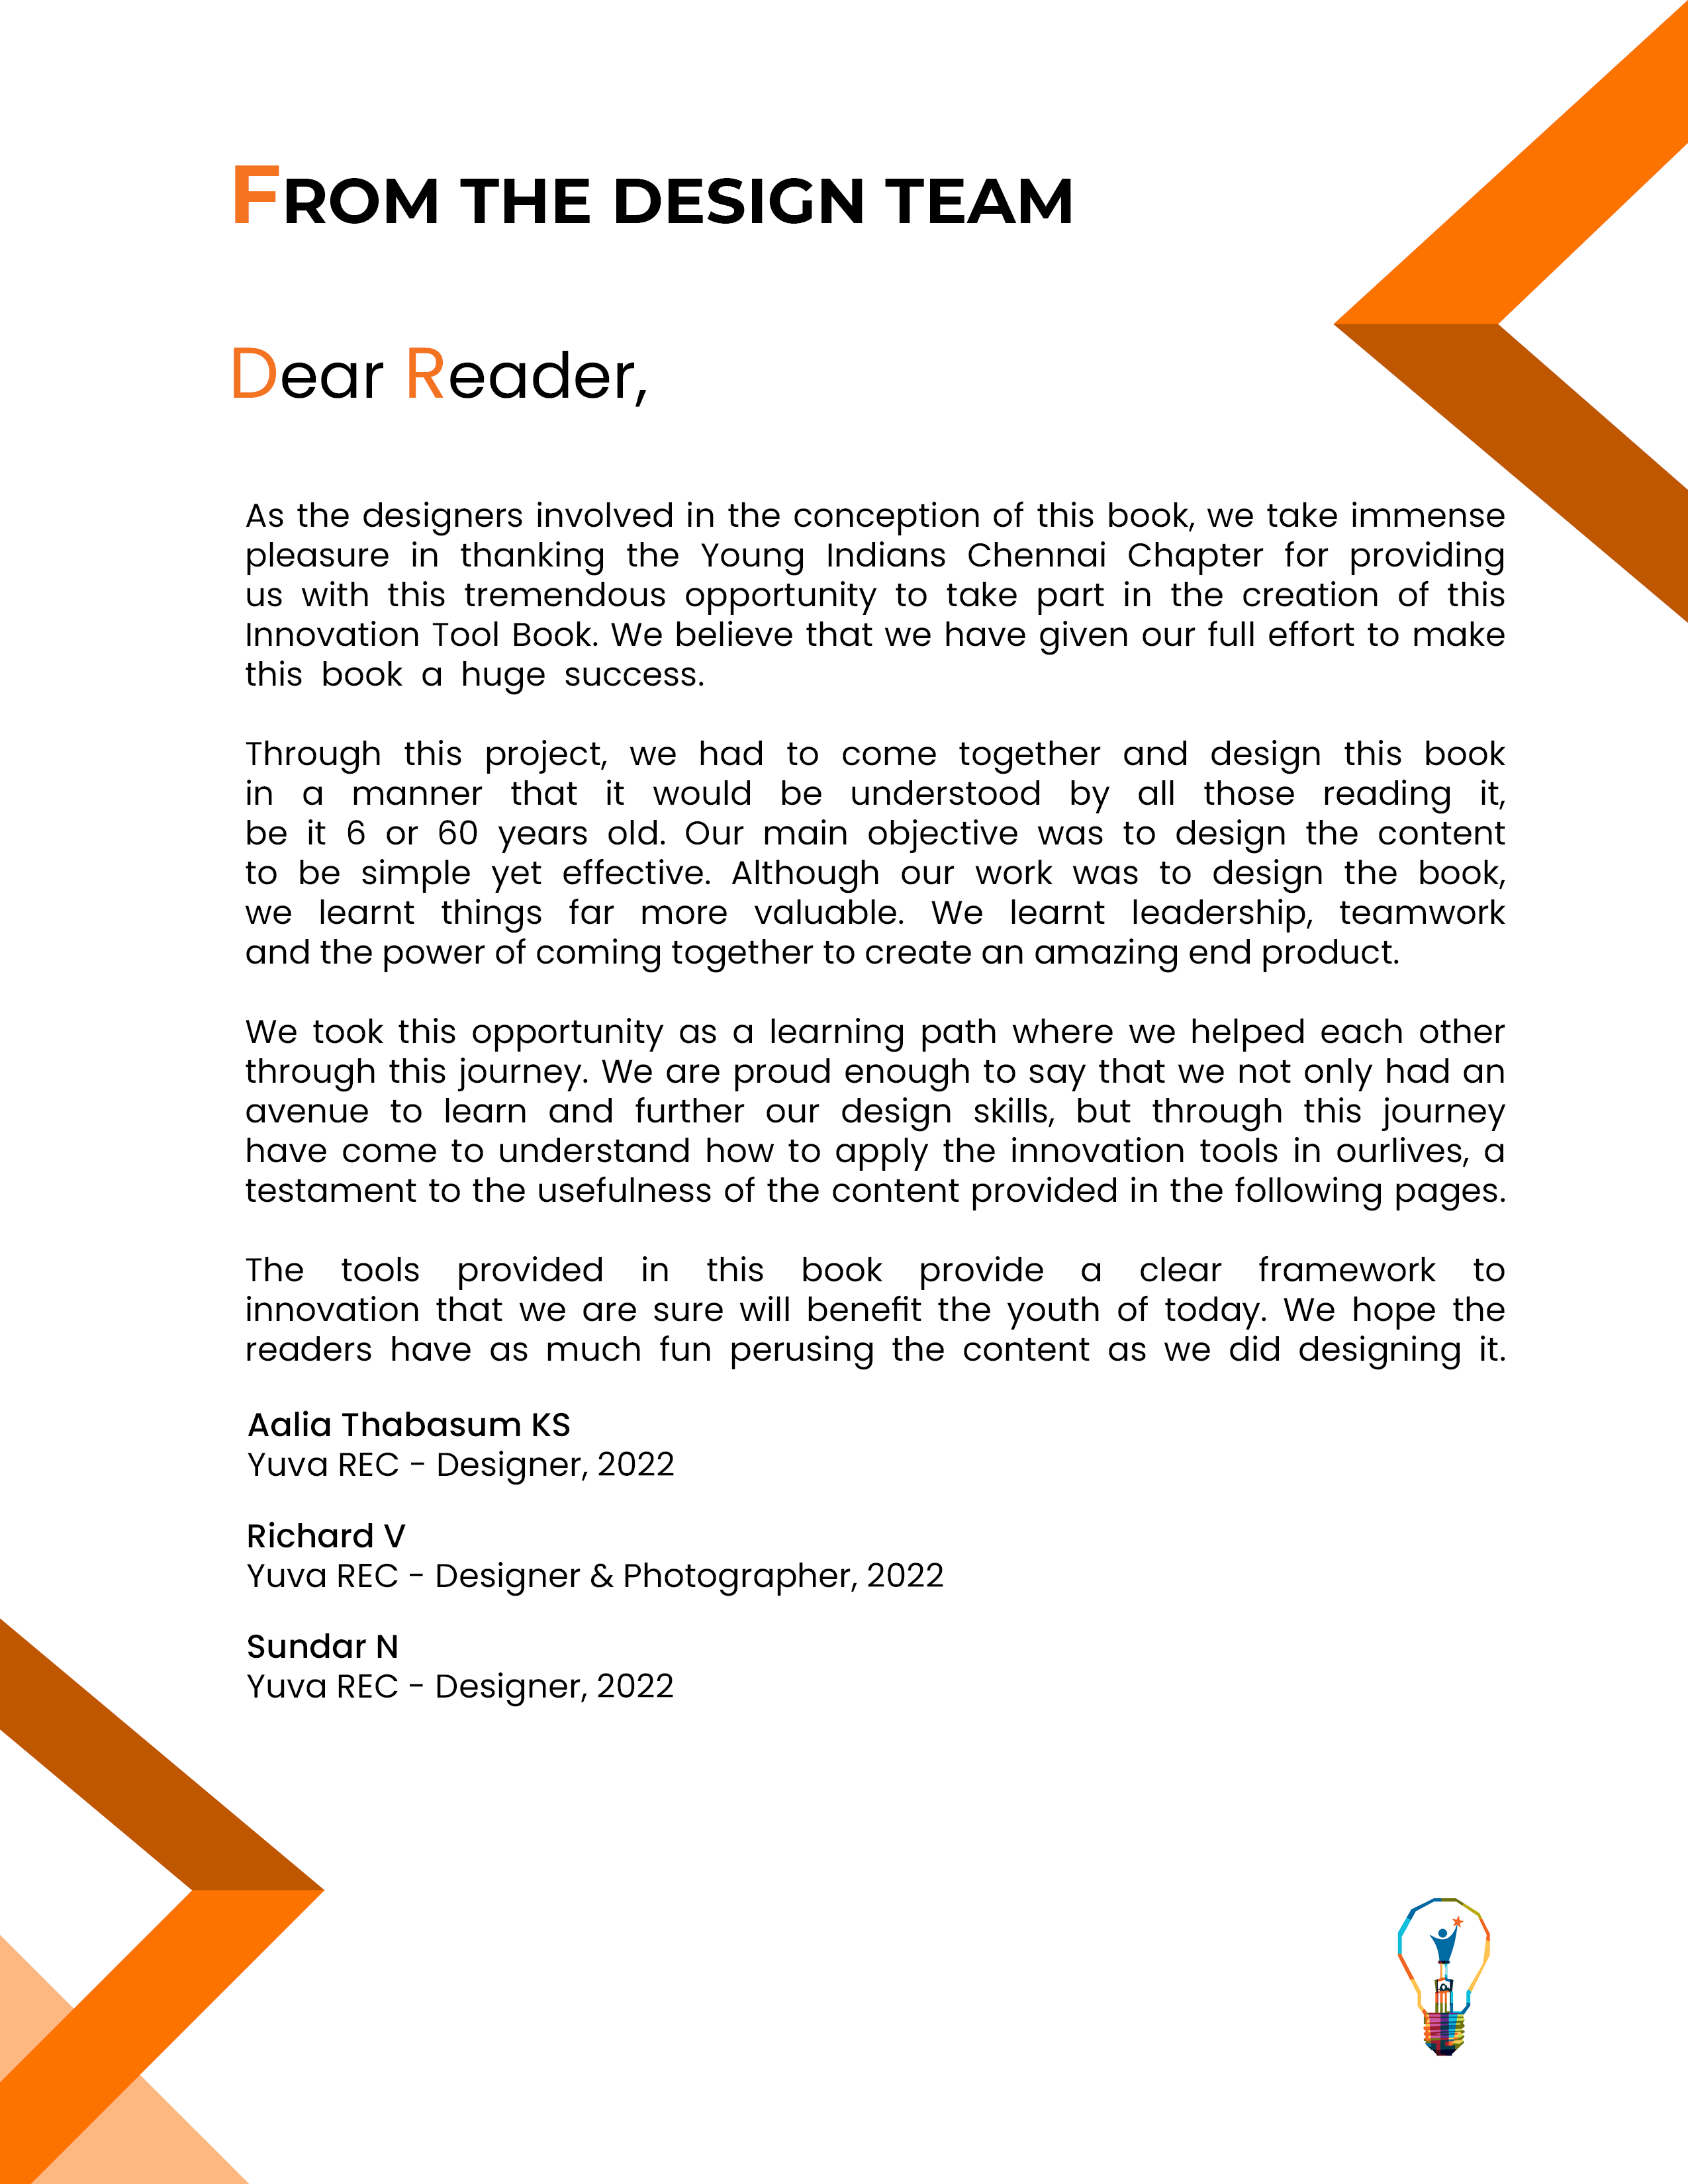 FROM THE DESIGN TEAM
Dear Reader,
As the designers involved in the conception of this book, we take immense
pleasure in thanking the Young Indians Chennai Chapter for providing
us with this tremendous opportunity to take part in the creation of this
Innovation Tool Book. We believe that we have given our full effort to make
this book a huge success.
Through this project, we had to come together and design this book
in a manner that it would be understood by all those reading it,
be it 6 or 60 years old. Our main objective was to design the content
to be simple yet effective. Although our work was to design the book,
we learnt things far more valuable. We learnt leadership, teamwork
and the power of coming together to create an amazing end product.
We took this opportunity as a learning path where we helped each other
through this journey. We are proud enough to say that we not only had an
avenue to learn and further our design skills, but through this journey
have come to understand how to apply the innovation tools in ourlives, a
testament to the usefulness of the content provided in the following pages.
The tools provided in this book provide a clear framework to
innovation that we are sure will benefit the youth of today. We hope the
readers have as much fun perusing the content as we did designing it.
Aalia Thabasum KS
Yuva REC - Designer, 2022
Richard V
Yuva REC - Designer & Photographer, 2022
Sundar N
Yuva REC - Designer, 2022